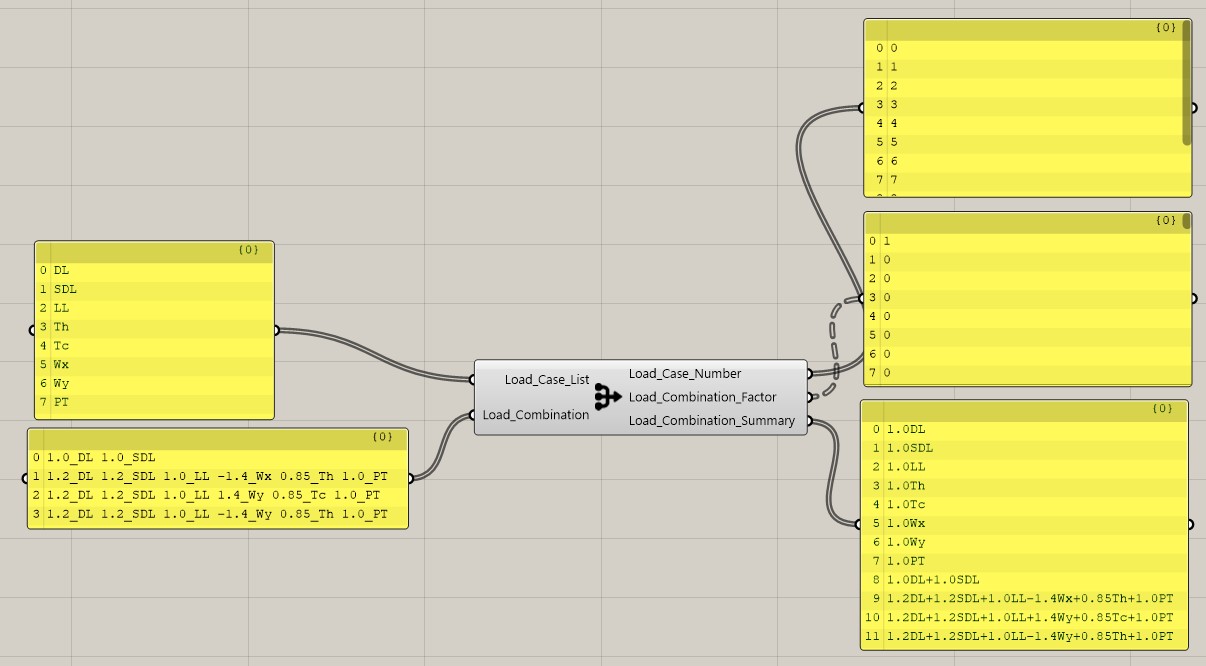 {0}
0 DL
1 SDL
2 LL
3 Th
4 Tc
5 Wx
6 Wy
7 PT
{0}
0 1.0_DL 1.0_SDL
1 1.2_DL 1.2_SDL 1.0_LL -1.4_Wx 0.85_Th 1.0_PT
2 1.2_DL 1.2_SDL 1.0_LL 1.4_Wy 0.85_Tc 1.0_PT
3 1.2_DL 1.2_SDL 1.0_LL -1.4_Wy 0.85_Th 1.0_PT
Load_Case_List
Load_Combination
Load_Case_Number
Load_Combination_Factor
Load_Combination_Summary
{0}
0 0
1 1
2 2
3 3
4 4
5 5
6 6
7 7
{0}
0 1
1 0
2 0
3 0
4 0
5 0
6 0
7 0
{0}
0 1.0DL
1 1.0SDL
2 1.0LL
3 1.0Th
4 1.0Tc
5 1.0Wx
6 1.0Wy
7 1.0PT
8 1.0DL+1.0SDL
9 1.2DL+1.2SDL+1.0LL-1.4Wx+0.85Th+1.0PT
10 1.2DL+1.2SDL+1.0LL+1.4Wy+0.85Tc+1.0PT
11 1.2DL+1.2SDL+1.0LL-1.4Wy+0.85Th+1.0PT